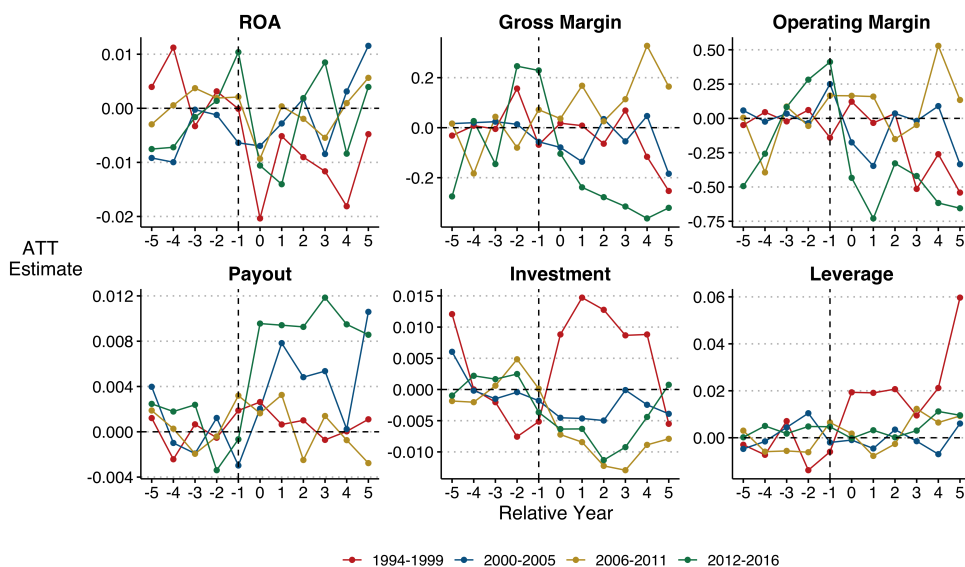 ROA
Gross Margin
Operating Margin
0.01
0.00
-0.01
-0.02
0.2
0.0
-0.2
0.50
0.25
0.00
-0.25
-0.50
-0.75
-5 -4 -3 -2 -1 0 1 2 3 4 5
-5 -4 -3 -2 -1 0 1 2 3 4 5
-5 -4 -3 -2 -1 0 1 2 3 4 5
ATT
Estimate
Payout
Investment
Leverage
0.012
0.008
0.004
0.000
-0.004
0.015
0.010
0.005
0.000
-0.005
-0.010
0.06
0.04
0.02
0.00
-5 -4 -3 -2 -1 0 1 2 3 4 5
-5 -4 -3 -2 -1 0 1 2 3 4 5
-5 -4 -3 -2 -1 0 1 2 3 4 5
Relative Year
1994-1999 2000-2005 2006-2011 2012-2016